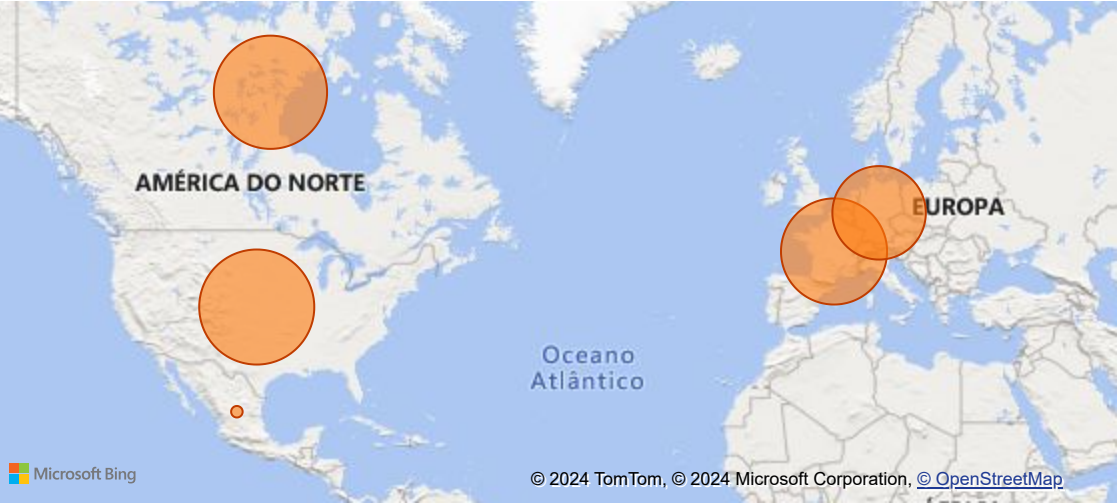 AMÉRICA DO NORTE
EUROPA
Oceano
Atlântico
Microsoft Bing
© 2024 TomTom, © 2024 Microsoft Corporation, © OpenStreetMap